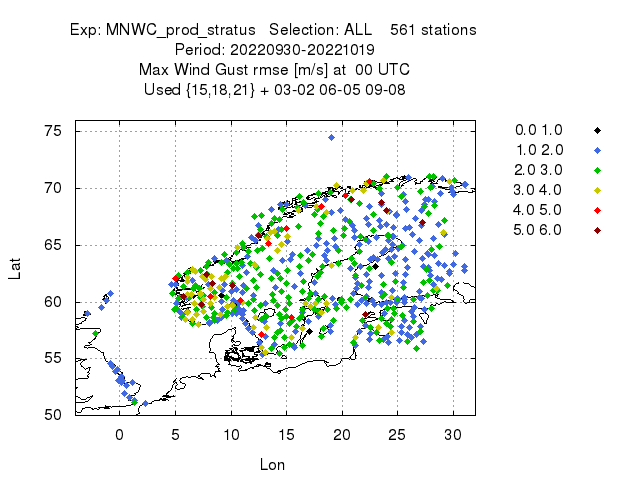 Exp: MNWC_prod_stratus   Selection: ALL    561 stations
Period: 20220930-20221019
Max Wind Gust rmse [m/s] at  00 UTC
Used {15,18,21} + 03-02 06-05 09-08
0.0 1.0
1.0 2.0
2.0 3.0
3.0 4.0
4.0 5.0
5.0 6.0
75
70
65
60
55
50
Lat
0 5 10 15 20 25 30
Lon